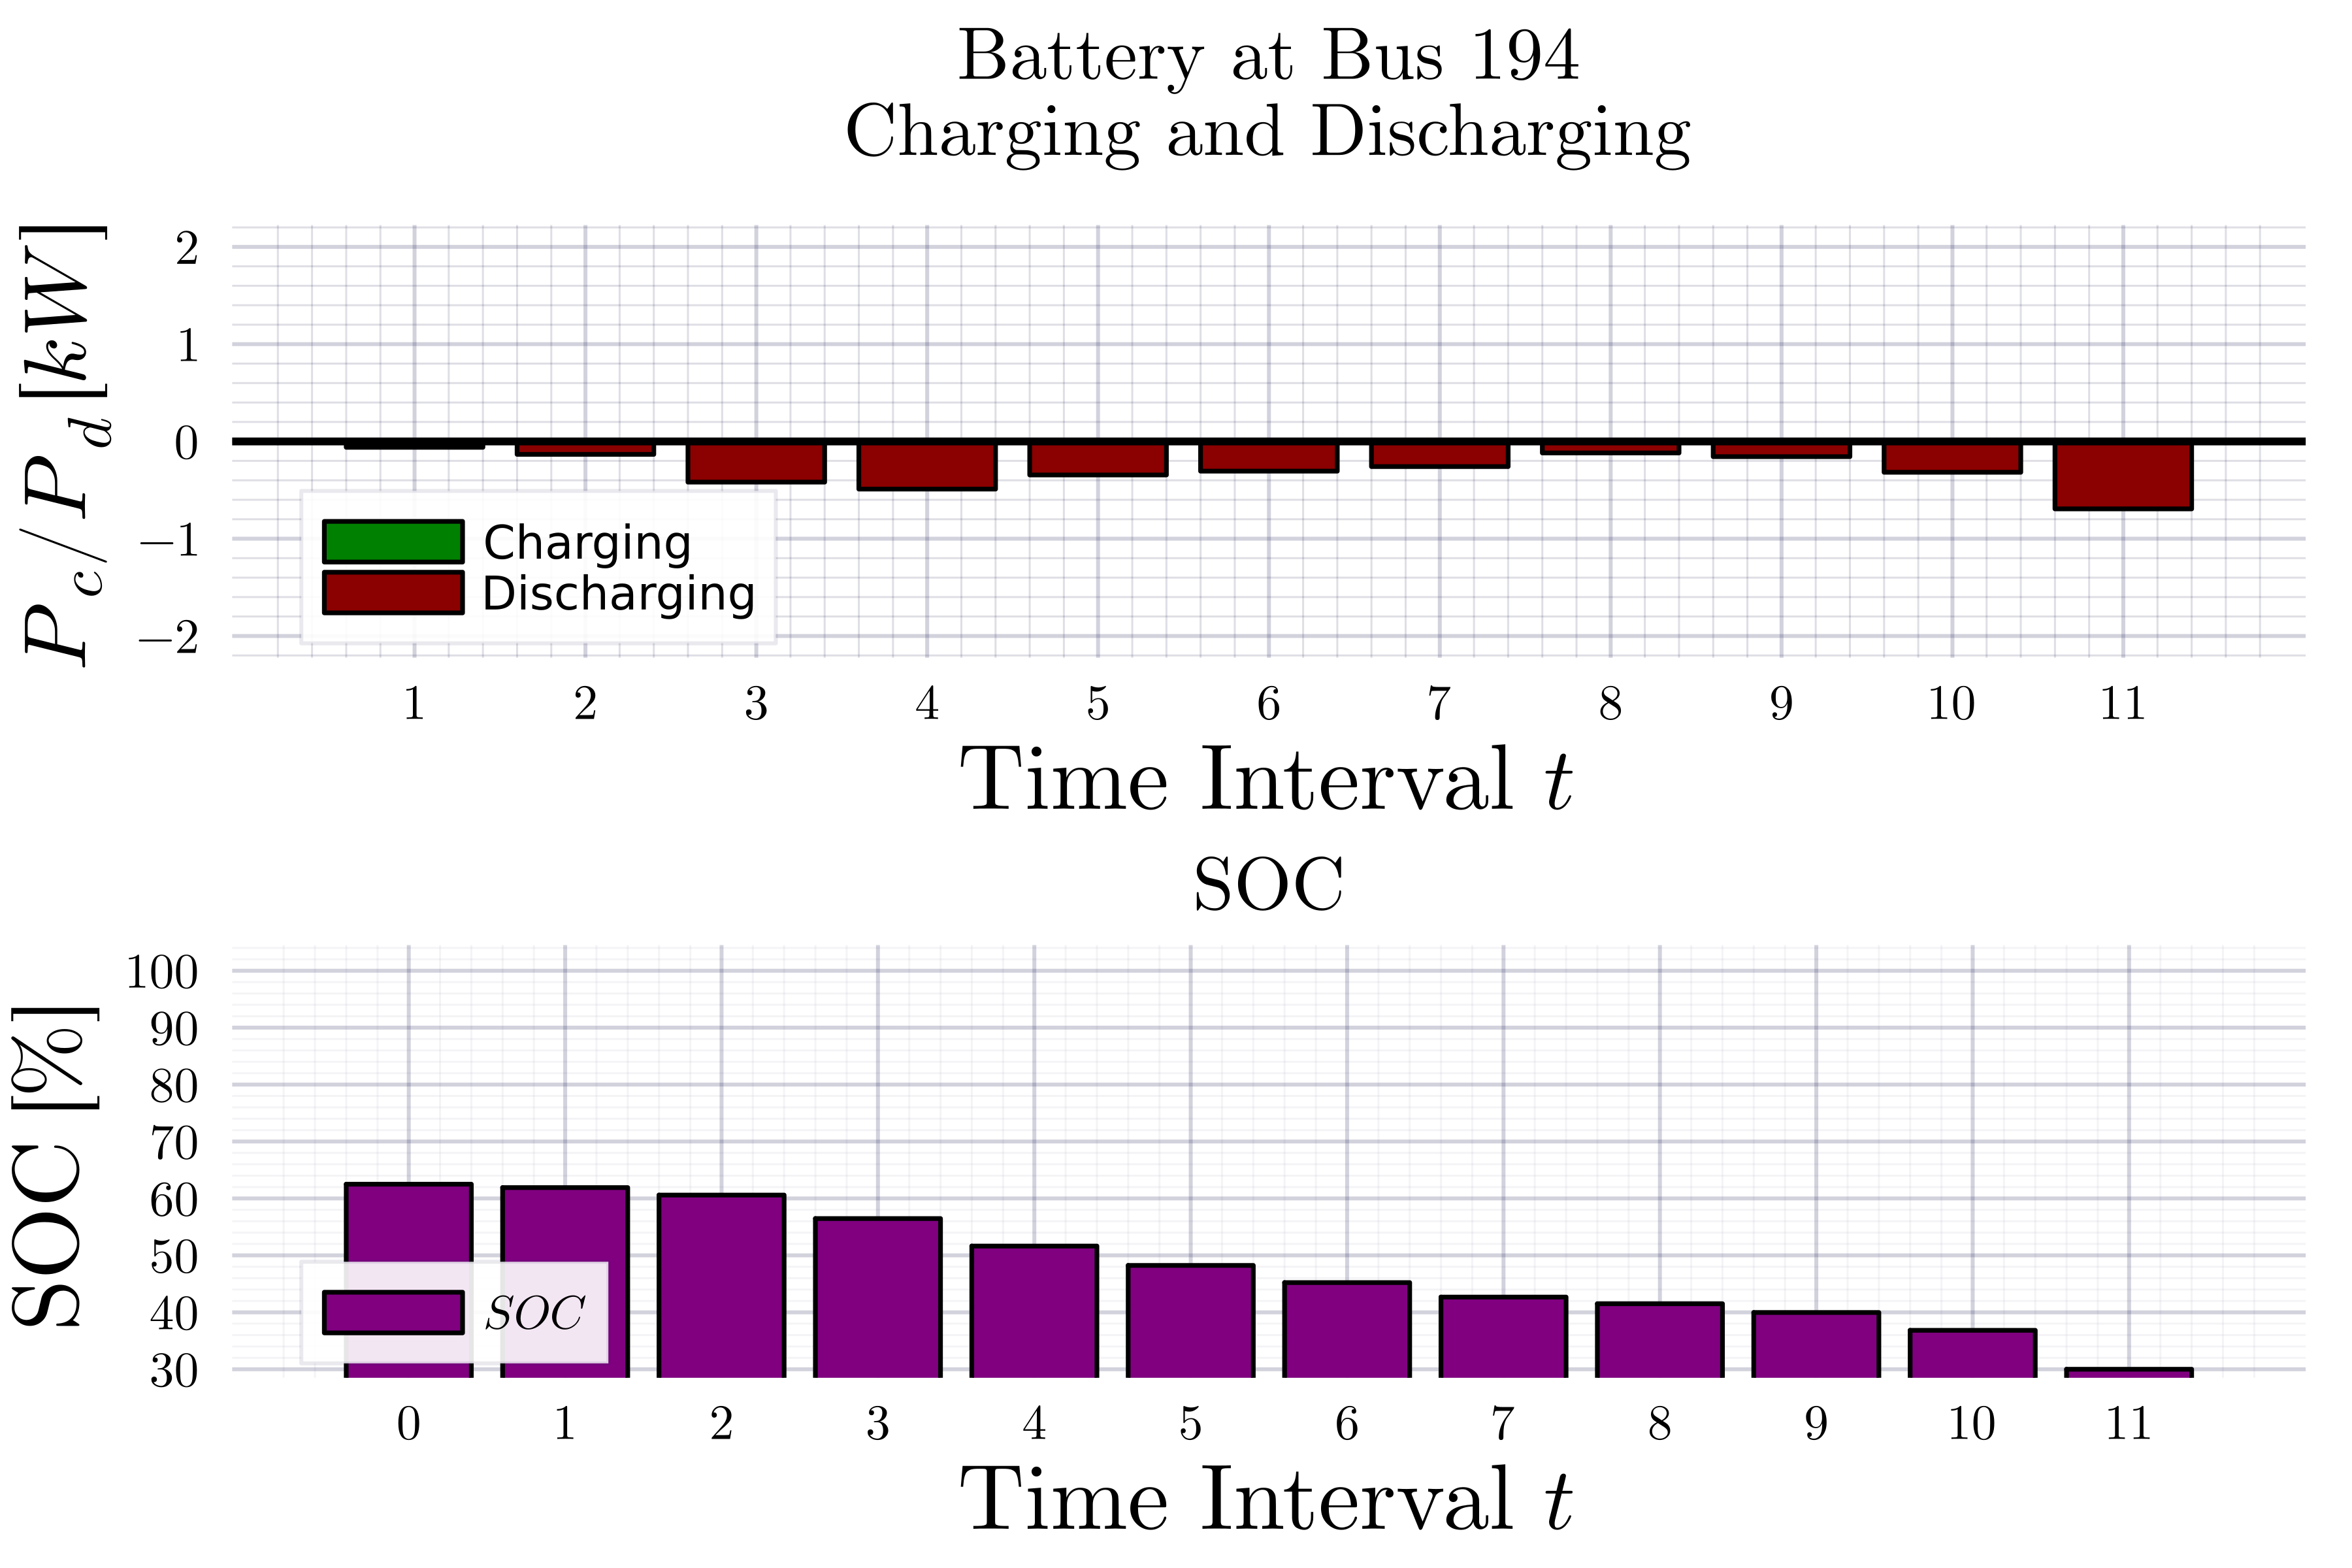 Battery at Bus 194
Charging and Discharging
P_c/P_d [kW]
2
1
0
−1
−2
Charging
Discharging
1 2 3 4 5 6 7 8 9 10 11
Time Interval t
SOC
SOC [%]
100
90
80
70
60
50
40
30
SOC
0 1 2 3 4 5 6 7 8 9 10 11
Time Interval t